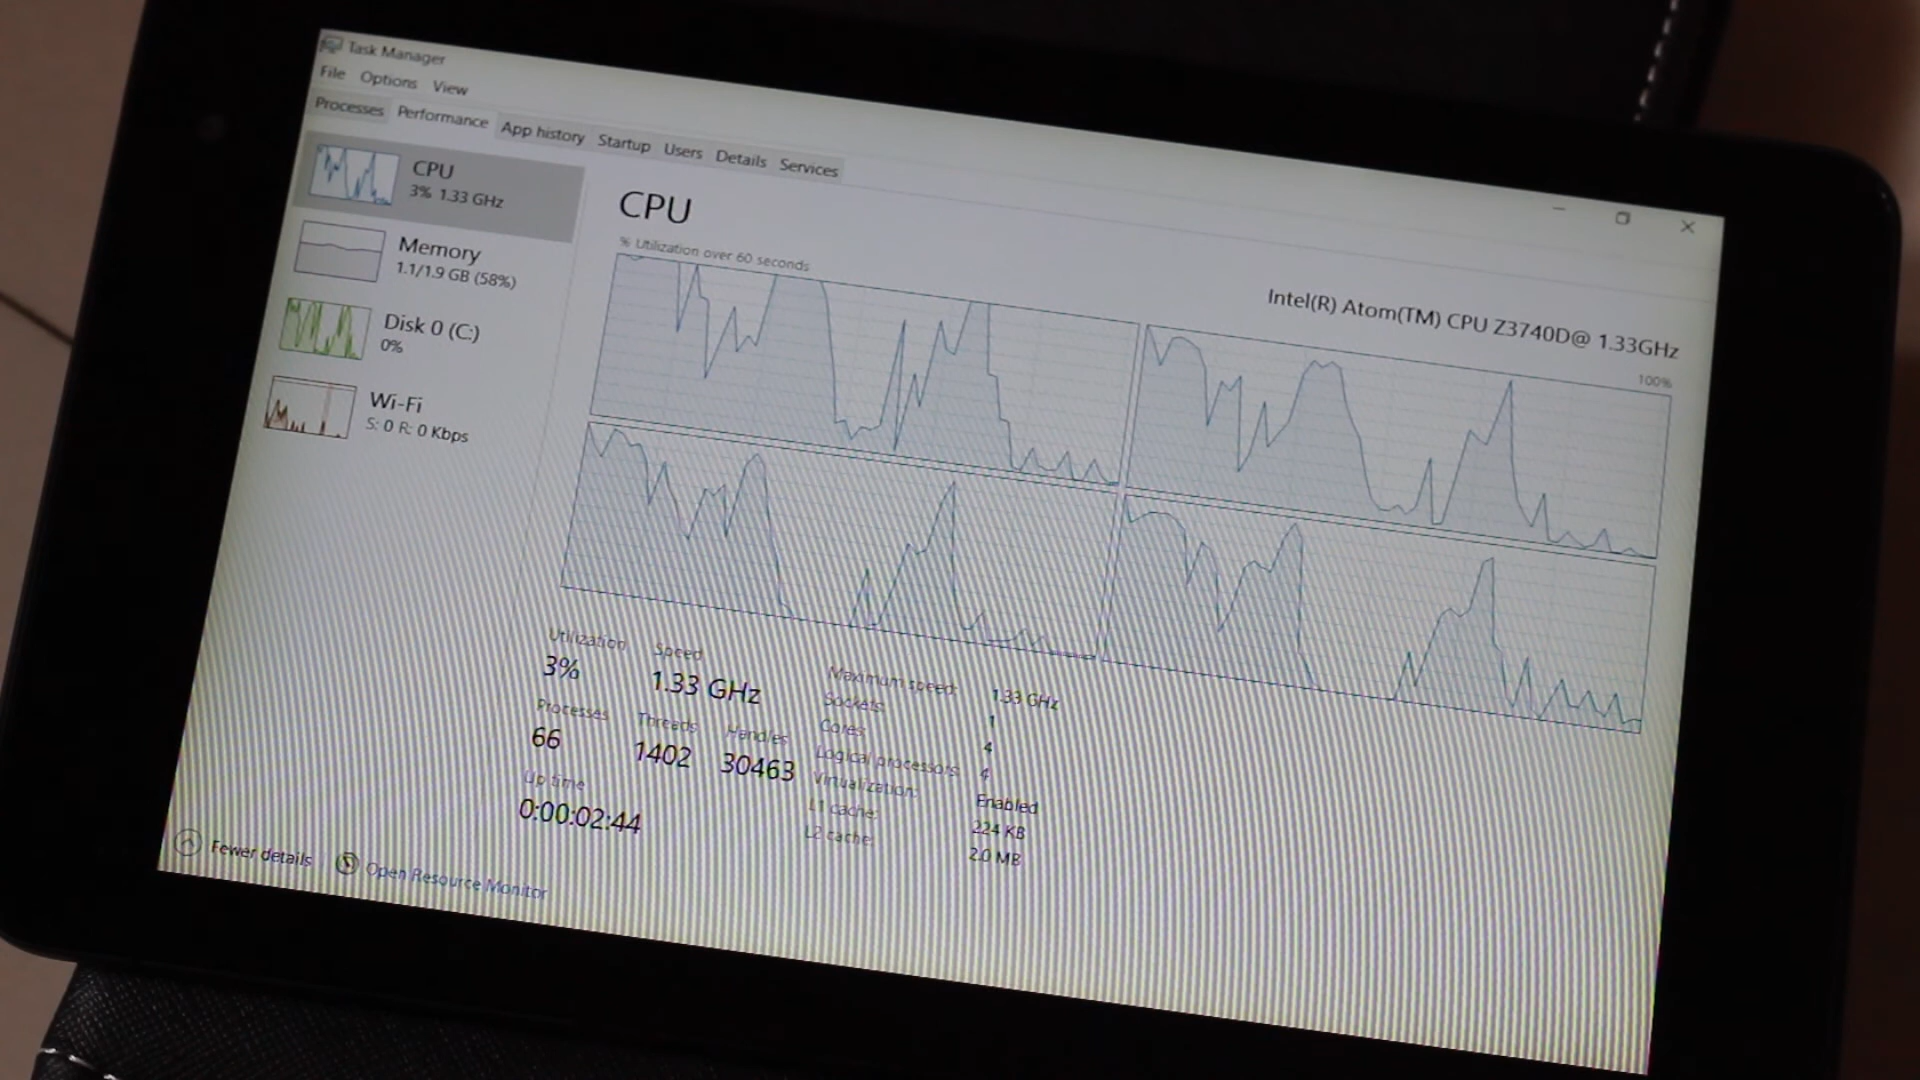 Task Manager
File Options View
Processes Performance App history Startup Users Details Services
CPU
3% 1.33 GHz
Memory
1.1/1.9 GB (58%)
Disk 0 (C:)
0%
Wi-Fi
S: 0 R: 0 Kbps
CPU
Intel(R) Atom(TM) CPU Z3740D@ 1.33GHz
% Utilization over 60 seconds
100%
Utilization Speed
3% 1.33 GHz
Processes Threads Handles
66 1402 30463
Up time
0:00:02:44
Maximum speed: 1.33 GHz
Sockets: 1
Cores: 4
Logical processors: 4
Virtualization: Enabled
L1 cache: 224 KB
L2 cache: 2.0 MB
Fewer details Open Resource Monitor